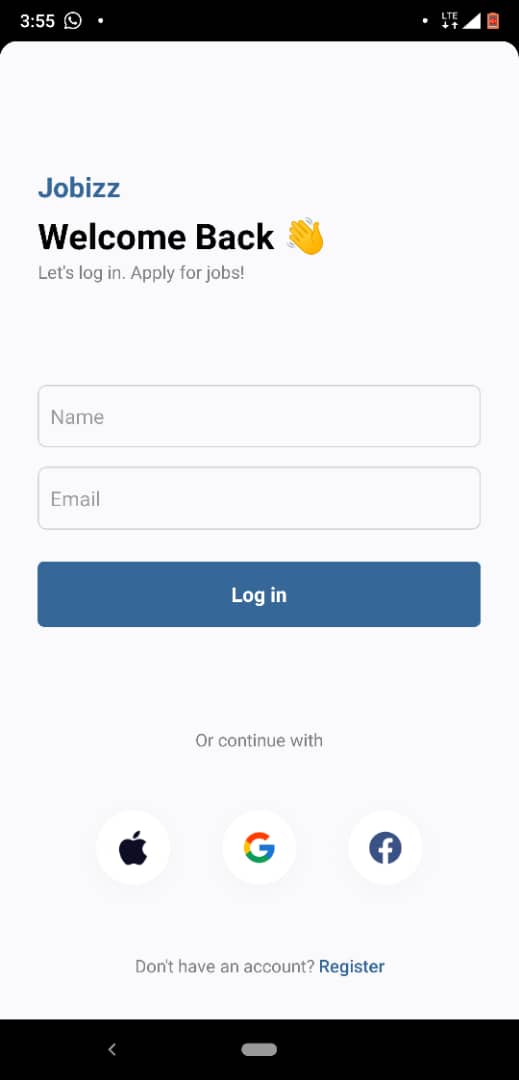 3:55
LTE
Jobizz
Welcome Back 👋
Let's log in. Apply for jobs!
Name
Email
Log in
Or continue with
Don't have an account? Register